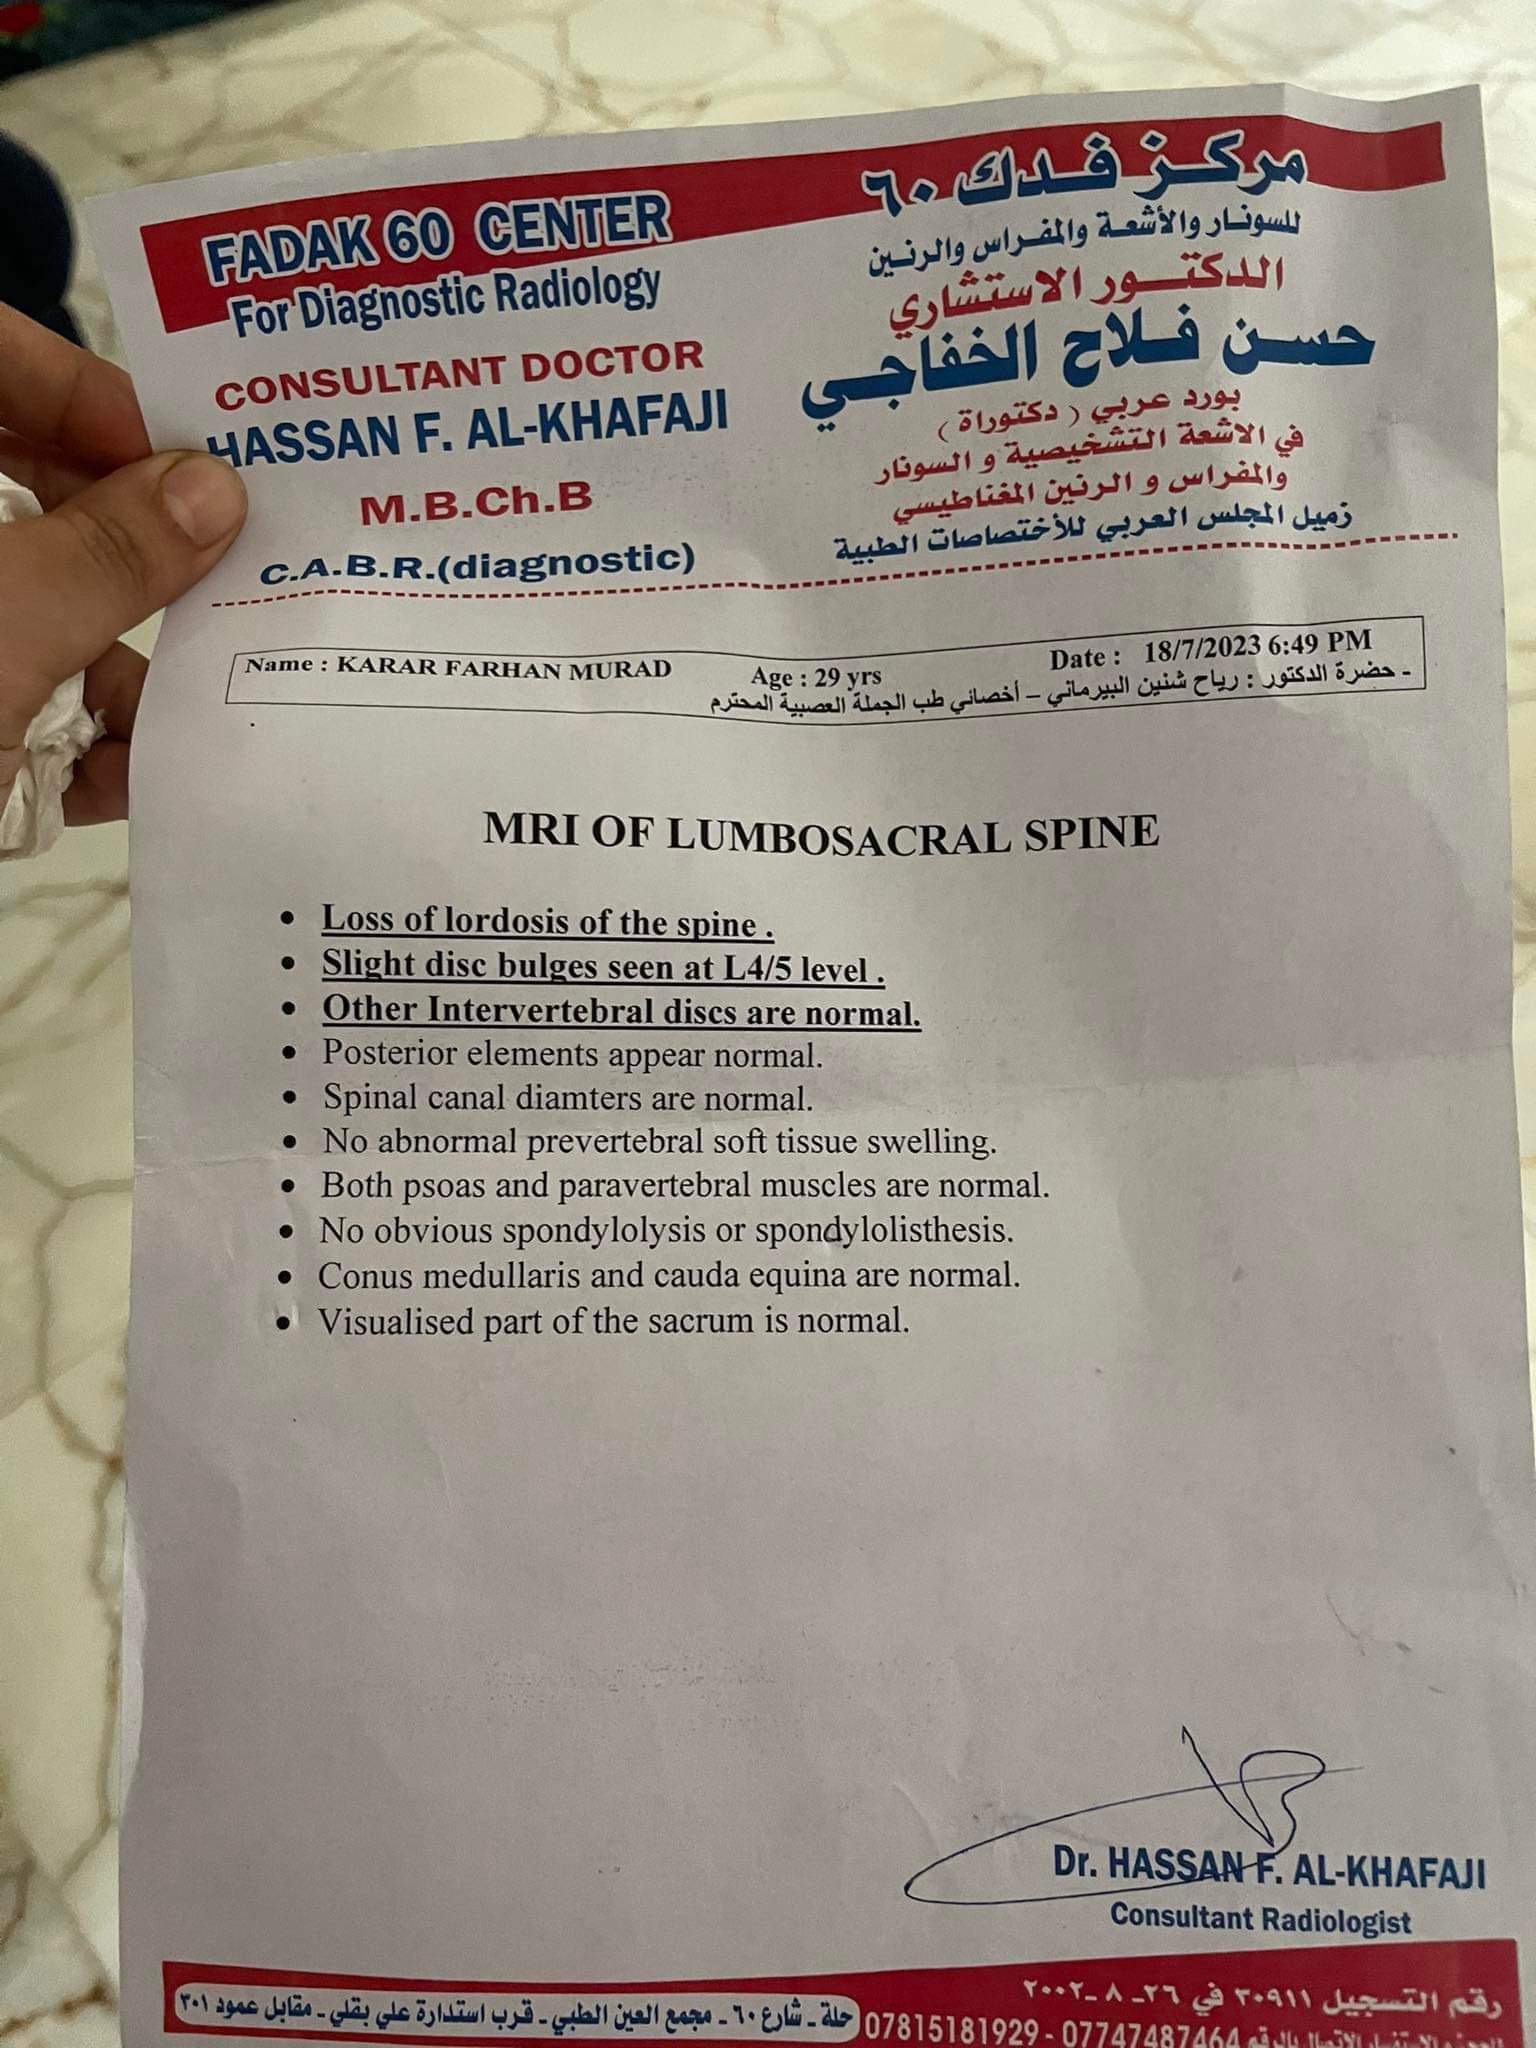 FADAK 60 CENTER
For Diagnostic Radiology
CONSULTANT DOCTOR
HASSAN F. AL-KHAFAJI
M.B.Ch.B
C.A.B.R.(diagnostic)
مركز فدك ٦٠
للسونار والأشعة والمفراس والرنين
الدكتور الاستشاري
حسن فلاح الخفاجي
بورد عربي ( دكتوراة )
في الاشعة التشخيصية و السونار
والمفراس و الرنين المغناطيسي
زميل المجلس العربي للأختصاصات الطبية
Name : KARAR FARHAN MURAD Age : 29 yrs Date : 18/7/2023 6:49 PM
- حضرة الدكتور : رياح شنين البيرماني – أخصائي طب الجملة العصبية المحترم
MRI OF LUMBOSACRAL SPINE
• Loss of lordosis of the spine .
• Slight disc bulges seen at L4/5 level .
• Other Intervertebral discs are normal.
• Posterior elements appear normal.
• Spinal canal diamters are normal.
• No abnormal prevertebral soft tissue swelling.
• Both psoas and paravertebral muscles are normal.
• No obvious spondylolysis or spondylolisthesis.
• Conus medullaris and cauda equina are normal.
• Visualised part of the sacrum is normal.
Dr. HASSAN F. AL-KHAFAJI
Consultant Radiologist
رقم التسجيل ٣٠٩١١ في ٢٦ـ ٨ ـ٢٠٠٢
حلة ـ شارع ٦٠ ـ مجمع العين الطبي ـ قرب استدارة علي بقلي ـ مقابل عمود ٣٠١
07815181929 - 07747487464